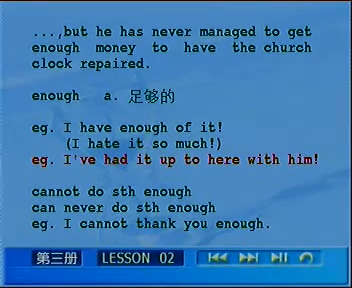 ...,but he has never managed to get
enough money to have the church
clock repaired.
enough a. 足够的
eg. I have enough of it!
(I hate it so much!)
eg. I've had it up to here with him!
cannot do sth enough
can never do sth enough
eg. I cannot thank you enough.
第三册 LESSON 02